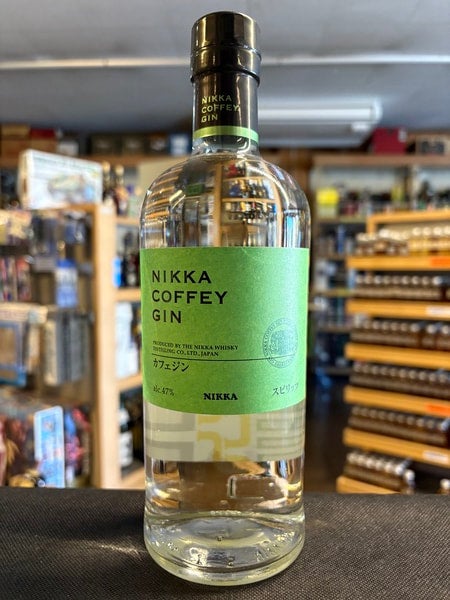 NIKKA
COFFEY
GIN
NIKKA
COFFEY
GIN
PRODUCED BY THE NIKKA WHISKY
DISTILLING CO., LTD., JAPAN
カフェジン
alc.47%
NIKKA
スピリッツ